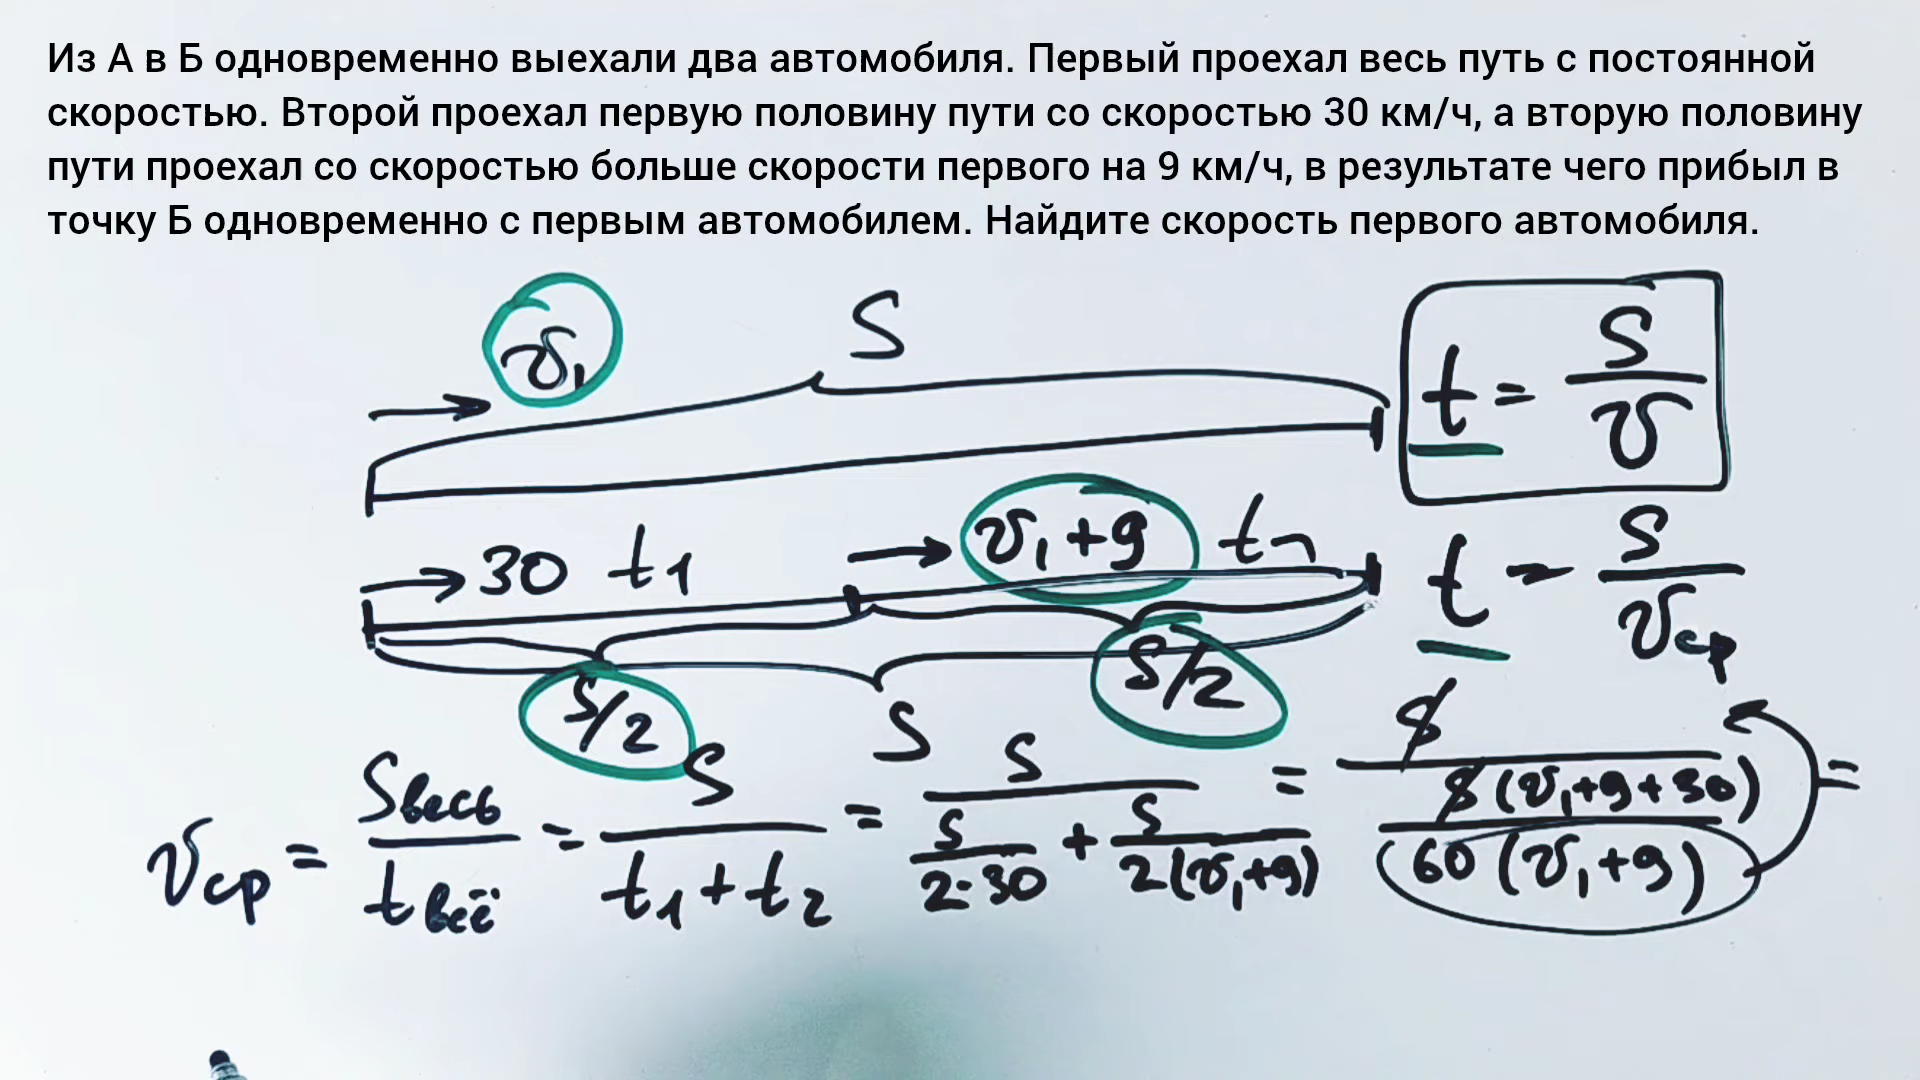 Из А в Б одновременно выехали два автомобиля. Первый проехал весь путь с постоянной
скоростью. Второй проехал первую половину пути со скоростью 30 км/ч, а вторую половину
пути проехал со скоростью больше скорости первого на 9 км/ч, в результате чего прибыл в
точку Б одновременно с первым автомобилем. Найдите скорость первого автомобиля.
v₁ S
t = S/v
30 t₁ v₁+9 t₂
t = S/vср
S/2 S S/2
vср = Sвесь/tвсё = S/(t₁+t₂) = S/(S/(2·30) + S/(2(v₁+9))) = S/(S(v₁+9+30)/(60(v₁+9))) =